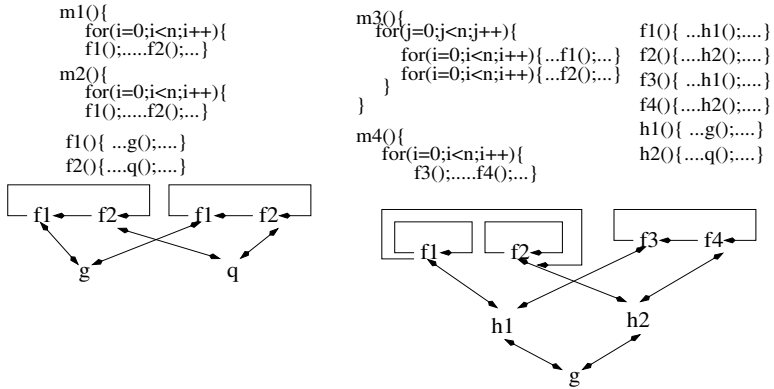 m1(){
for(i=0;i<n;i++){
f1();.....f2();...}
m2(){
for(i=0;i<n;i++){
f1();.....f2();...}
f1(){ ...g();....}
f2(){....q();....}
f1 f2 f1 f2
g q
m3(){
for(j=0;j<n;j++){
for(i=0;i<n;i++){...f1();...}
for(i=0;i<n;i++){...f2();...}
}
}
m4(){
for(i=0;i<n;i++){
f3();.....f4();...}
f1(){ ...h1();....}
f2(){....h2();....}
f3(){ ...h1();....}
f4(){....h2();....}
h1(){ ...g();....}
h2(){....q();....}
f1 f2 f3 f4
h1 h2
g